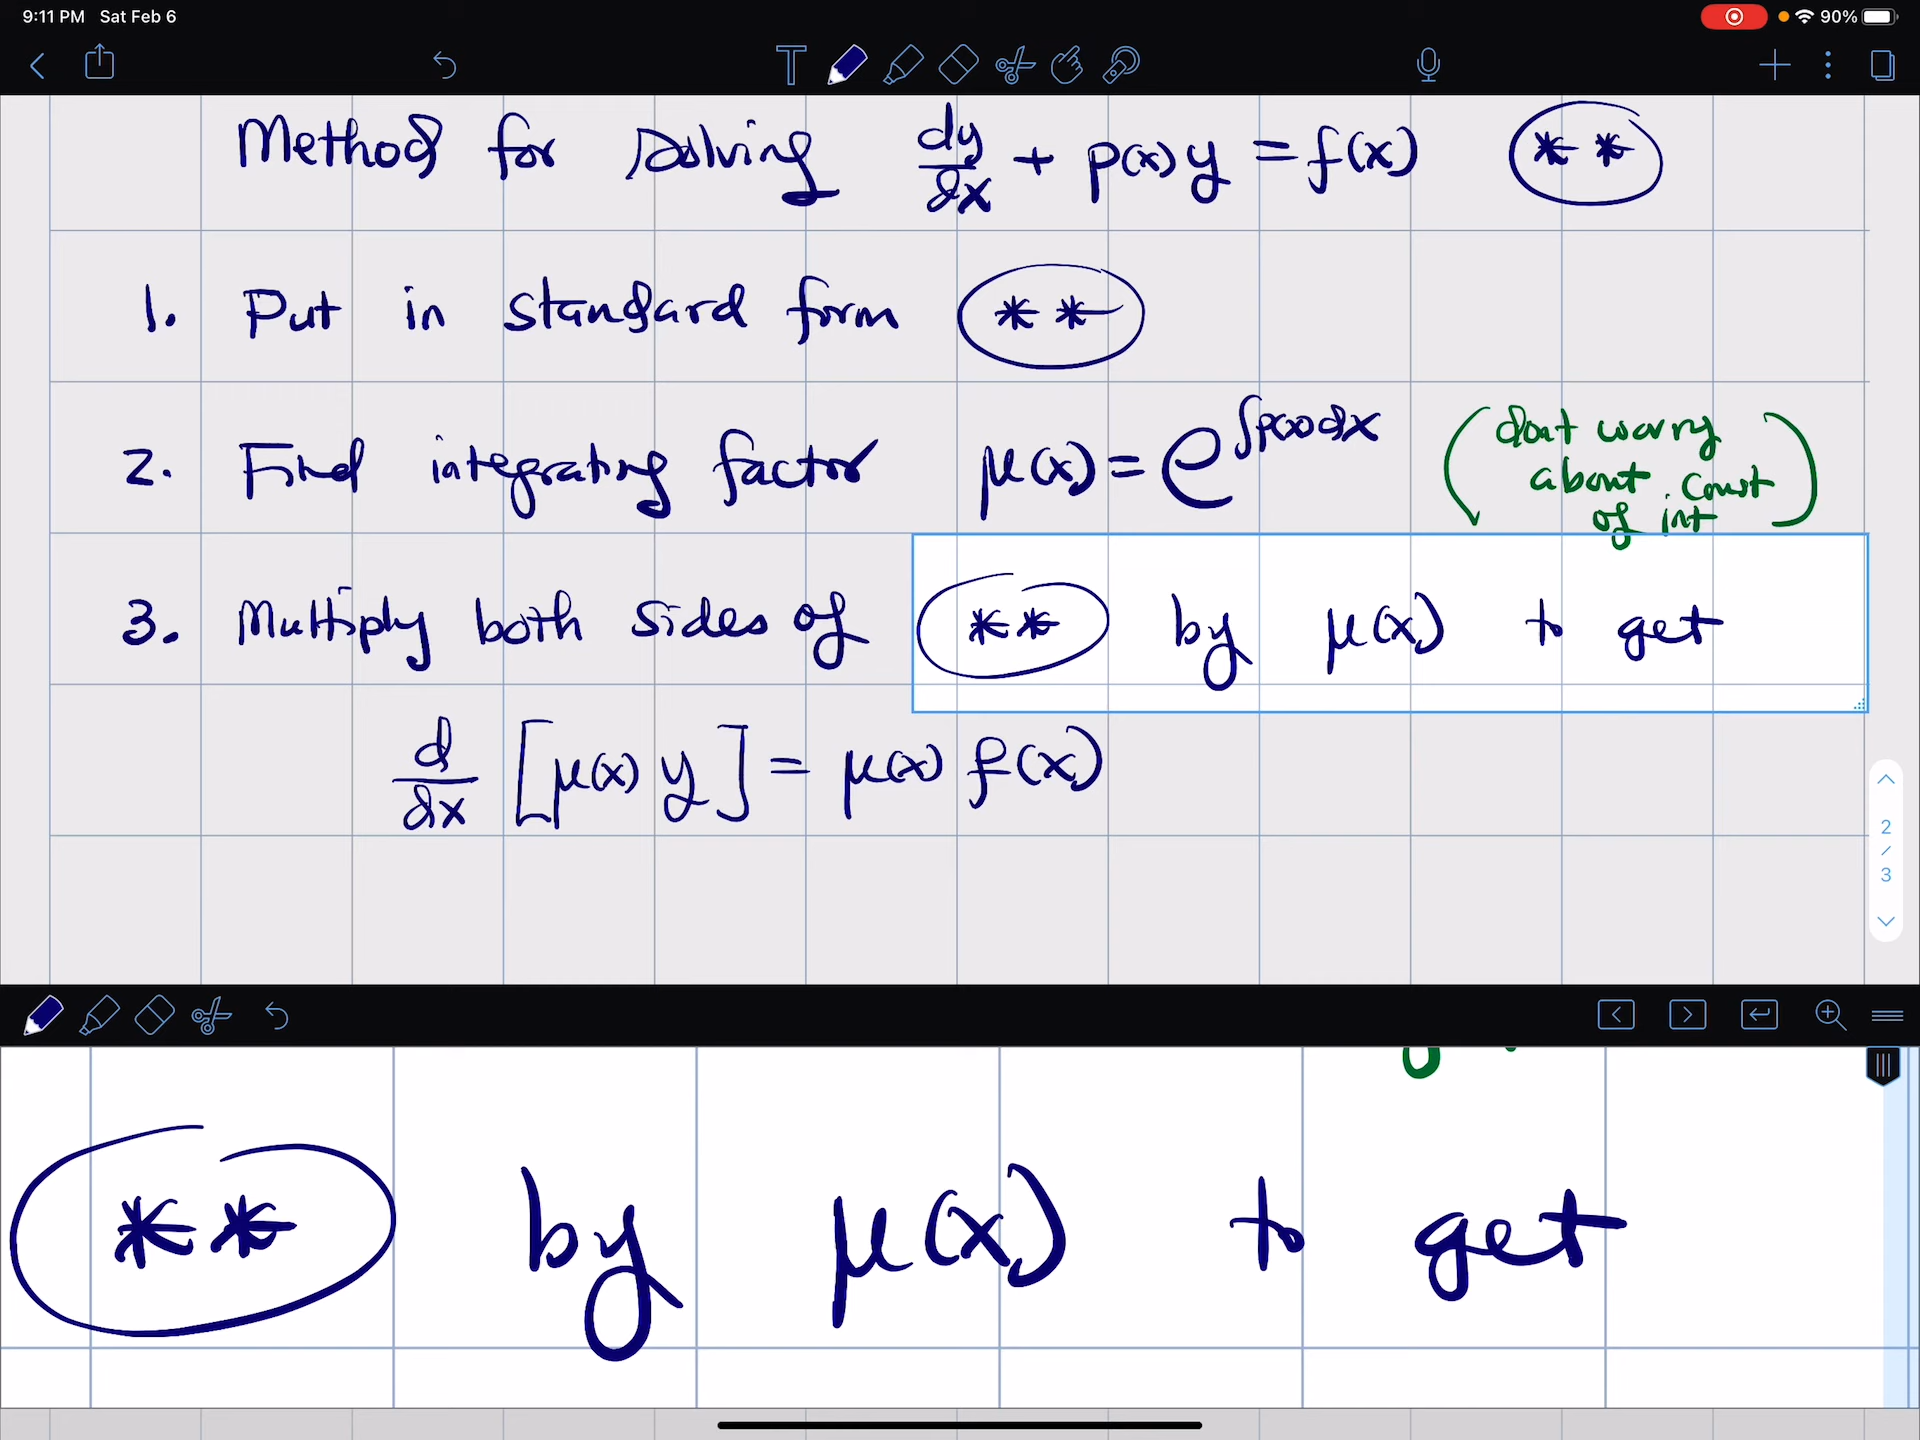 9:11 PM Sat Feb 6
90%
Method for solving dy/dx + p(x) y = f(x) **
1. Put in standard form **
2. Find integrating factor μ(x) = e^∫p(x)dx (dont worry
about const
of int)
3. Multiply both sides of ** by μ(x) to get
d/dx [μ(x) y] = μ(x) f(x)
2
/
3
** by μ(x) to get